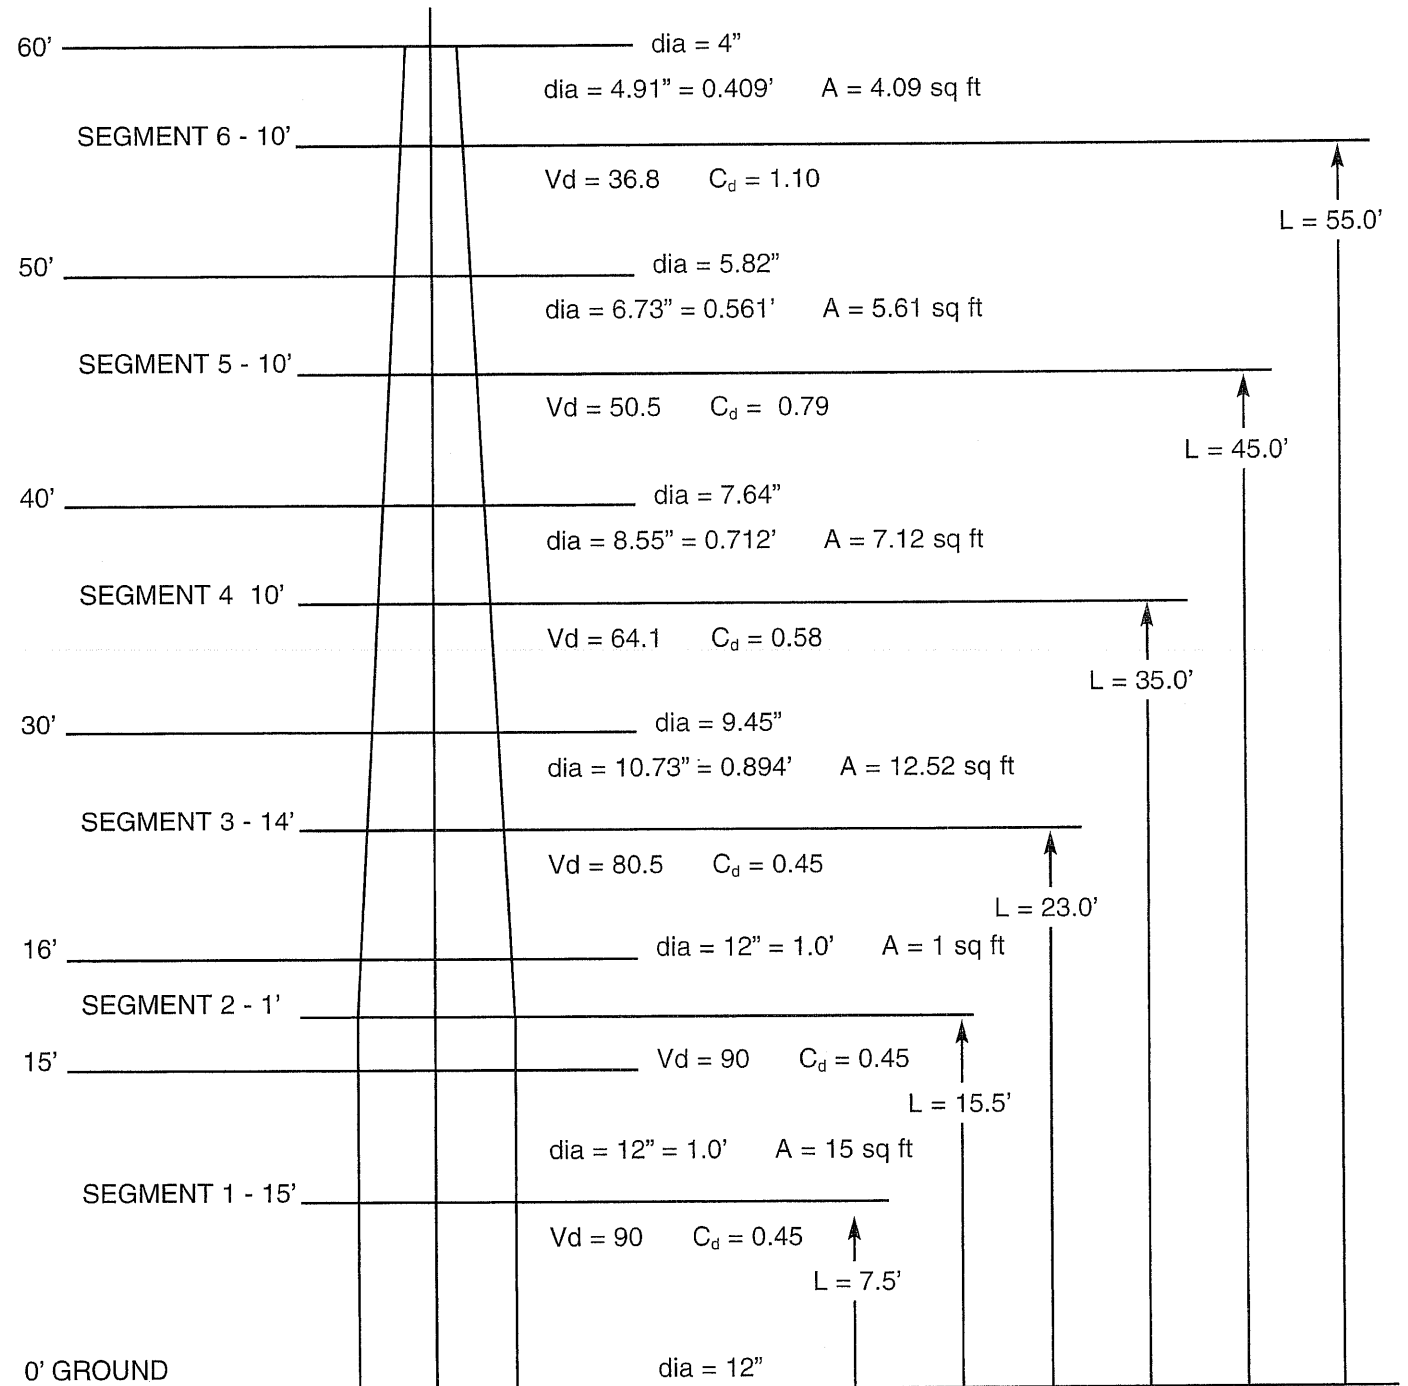 60’ dia = 4”
dia = 4.91” = 0.409’ A = 4.09 sq ft
SEGMENT 6 - 10’
Vd = 36.8 Cd = 1.10
L = 55.0’
50’ dia = 5.82”
dia = 6.73” = 0.561’ A = 5.61 sq ft
SEGMENT 5 - 10’
Vd = 50.5 Cd = 0.79
L = 45.0’
40’ dia = 7.64”
dia = 8.55” = 0.712’ A = 7.12 sq ft
SEGMENT 4 10’
Vd = 64.1 Cd = 0.58
L = 35.0’
30’ dia = 9.45”
dia = 10.73” = 0.894’ A = 12.52 sq ft
SEGMENT 3 - 14’
Vd = 80.5 Cd = 0.45
L = 23.0’
16’ dia = 12” = 1.0’ A = 1 sq ft
SEGMENT 2 - 1’
15’ Vd = 90 Cd = 0.45
L = 15.5’
dia = 12” = 1.0’ A = 15 sq ft
SEGMENT 1 - 15’
Vd = 90 Cd = 0.45
L = 7.5’
0’ GROUND dia = 12”